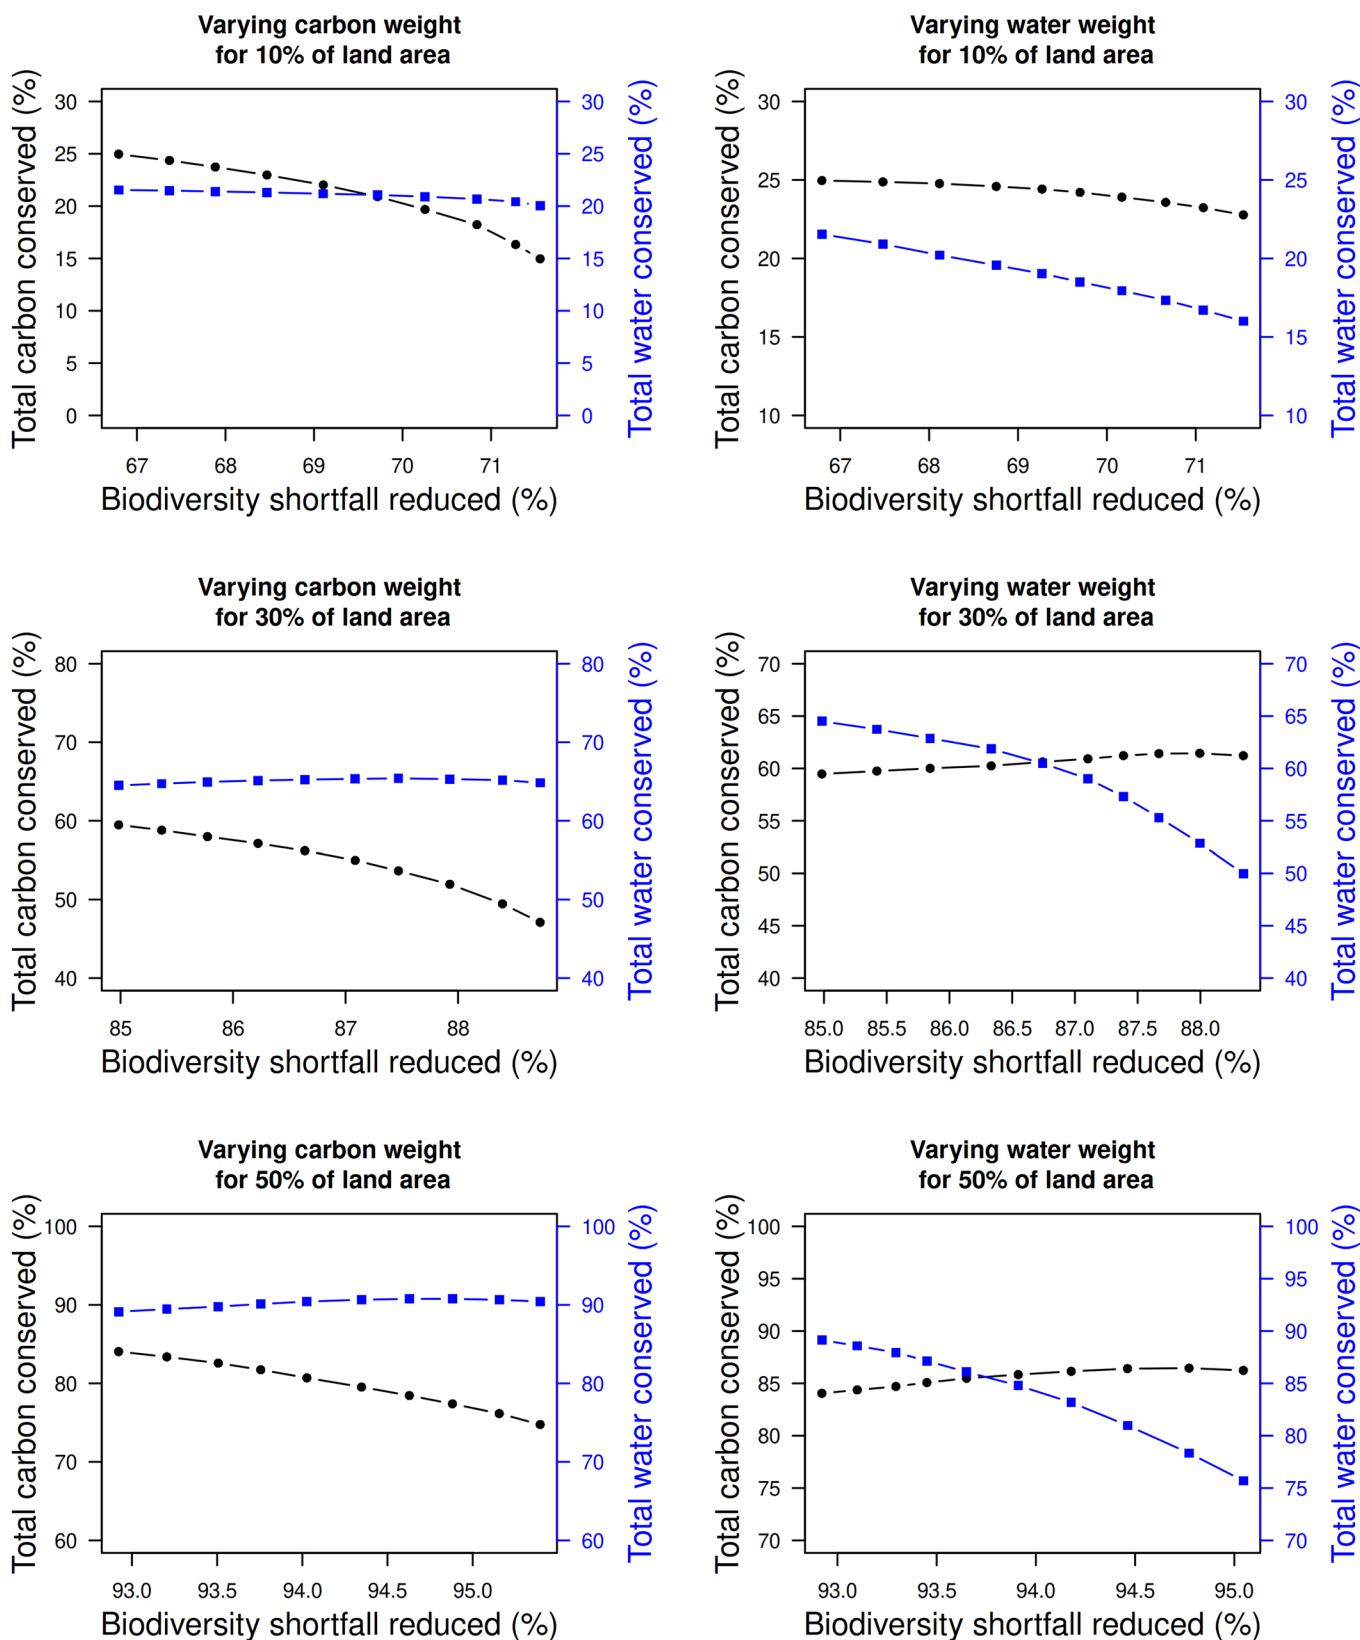 Varying carbon weight
for 10% of land area
Total carbon conserved (%)
30
25
20
15
10
5
0
30
25
20
15
10
5
0
Total water conserved (%)
67 68 69 70 71
Biodiversity shortfall reduced (%)
Varying water weight
for 10% of land area
Total carbon conserved (%)
30
25
20
15
10
30
25
20
15
10
Total water conserved (%)
67 68 69 70 71
Biodiversity shortfall reduced (%)
Varying carbon weight
for 30% of land area
Total carbon conserved (%)
80
70
60
50
40
80
70
60
50
40
Total water conserved (%)
85 86 87 88
Biodiversity shortfall reduced (%)
Varying water weight
for 30% of land area
Total carbon conserved (%)
70
65
60
55
50
45
40
70
65
60
55
50
45
40
Total water conserved (%)
85.0 85.5 86.0 86.5 87.0 87.5 88.0
Biodiversity shortfall reduced (%)
Varying carbon weight
for 50% of land area
Total carbon conserved (%)
100
90
80
70
60
100
90
80
70
60
Total water conserved (%)
93.0 93.5 94.0 94.5 95.0
Biodiversity shortfall reduced (%)
Varying water weight
for 50% of land area
Total carbon conserved (%)
100
95
90
85
80
75
70
100
95
90
85
80
75
70
Total water conserved (%)
93.0 93.5 94.0 94.5 95.0
Biodiversity shortfall reduced (%)